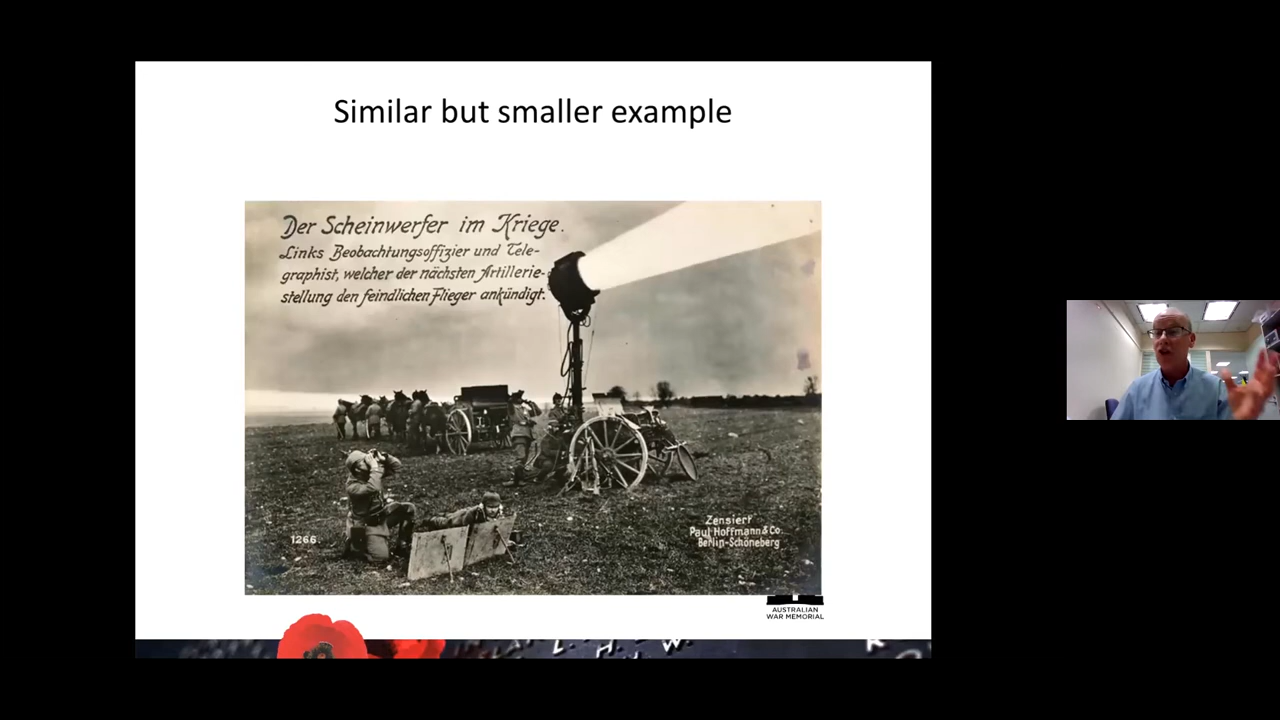 Similar but smaller example
Der Scheinwerfer im Kriege.
Links Beobachtungsoffizier und Tele-
graphist, welcher der nächsten Artillerie-
stellung den feindlichen Flieger ankündigt.
1266
Zensiert
Paul Hoffmann & Co.
Berlin-Schöneberg
AUSTRALIAN
WAR MEMORIAL
L. H.
W.